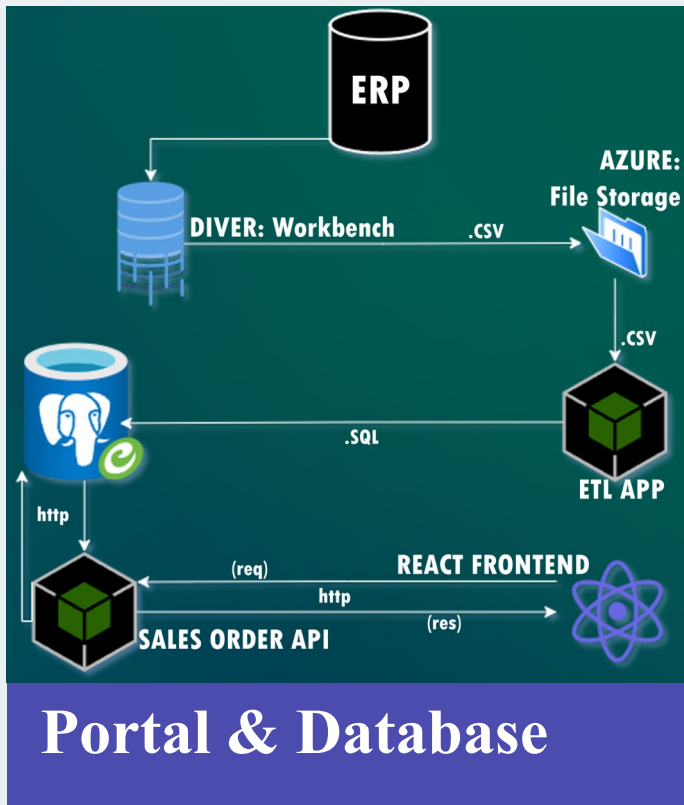 ERP
AZURE:
File Storage
DIVER: Workbench
.CSV
.CSV
.SQL
ETL APP
http
REACT FRONTEND
(req)
http
(res)
SALES ORDER API
Portal & Database